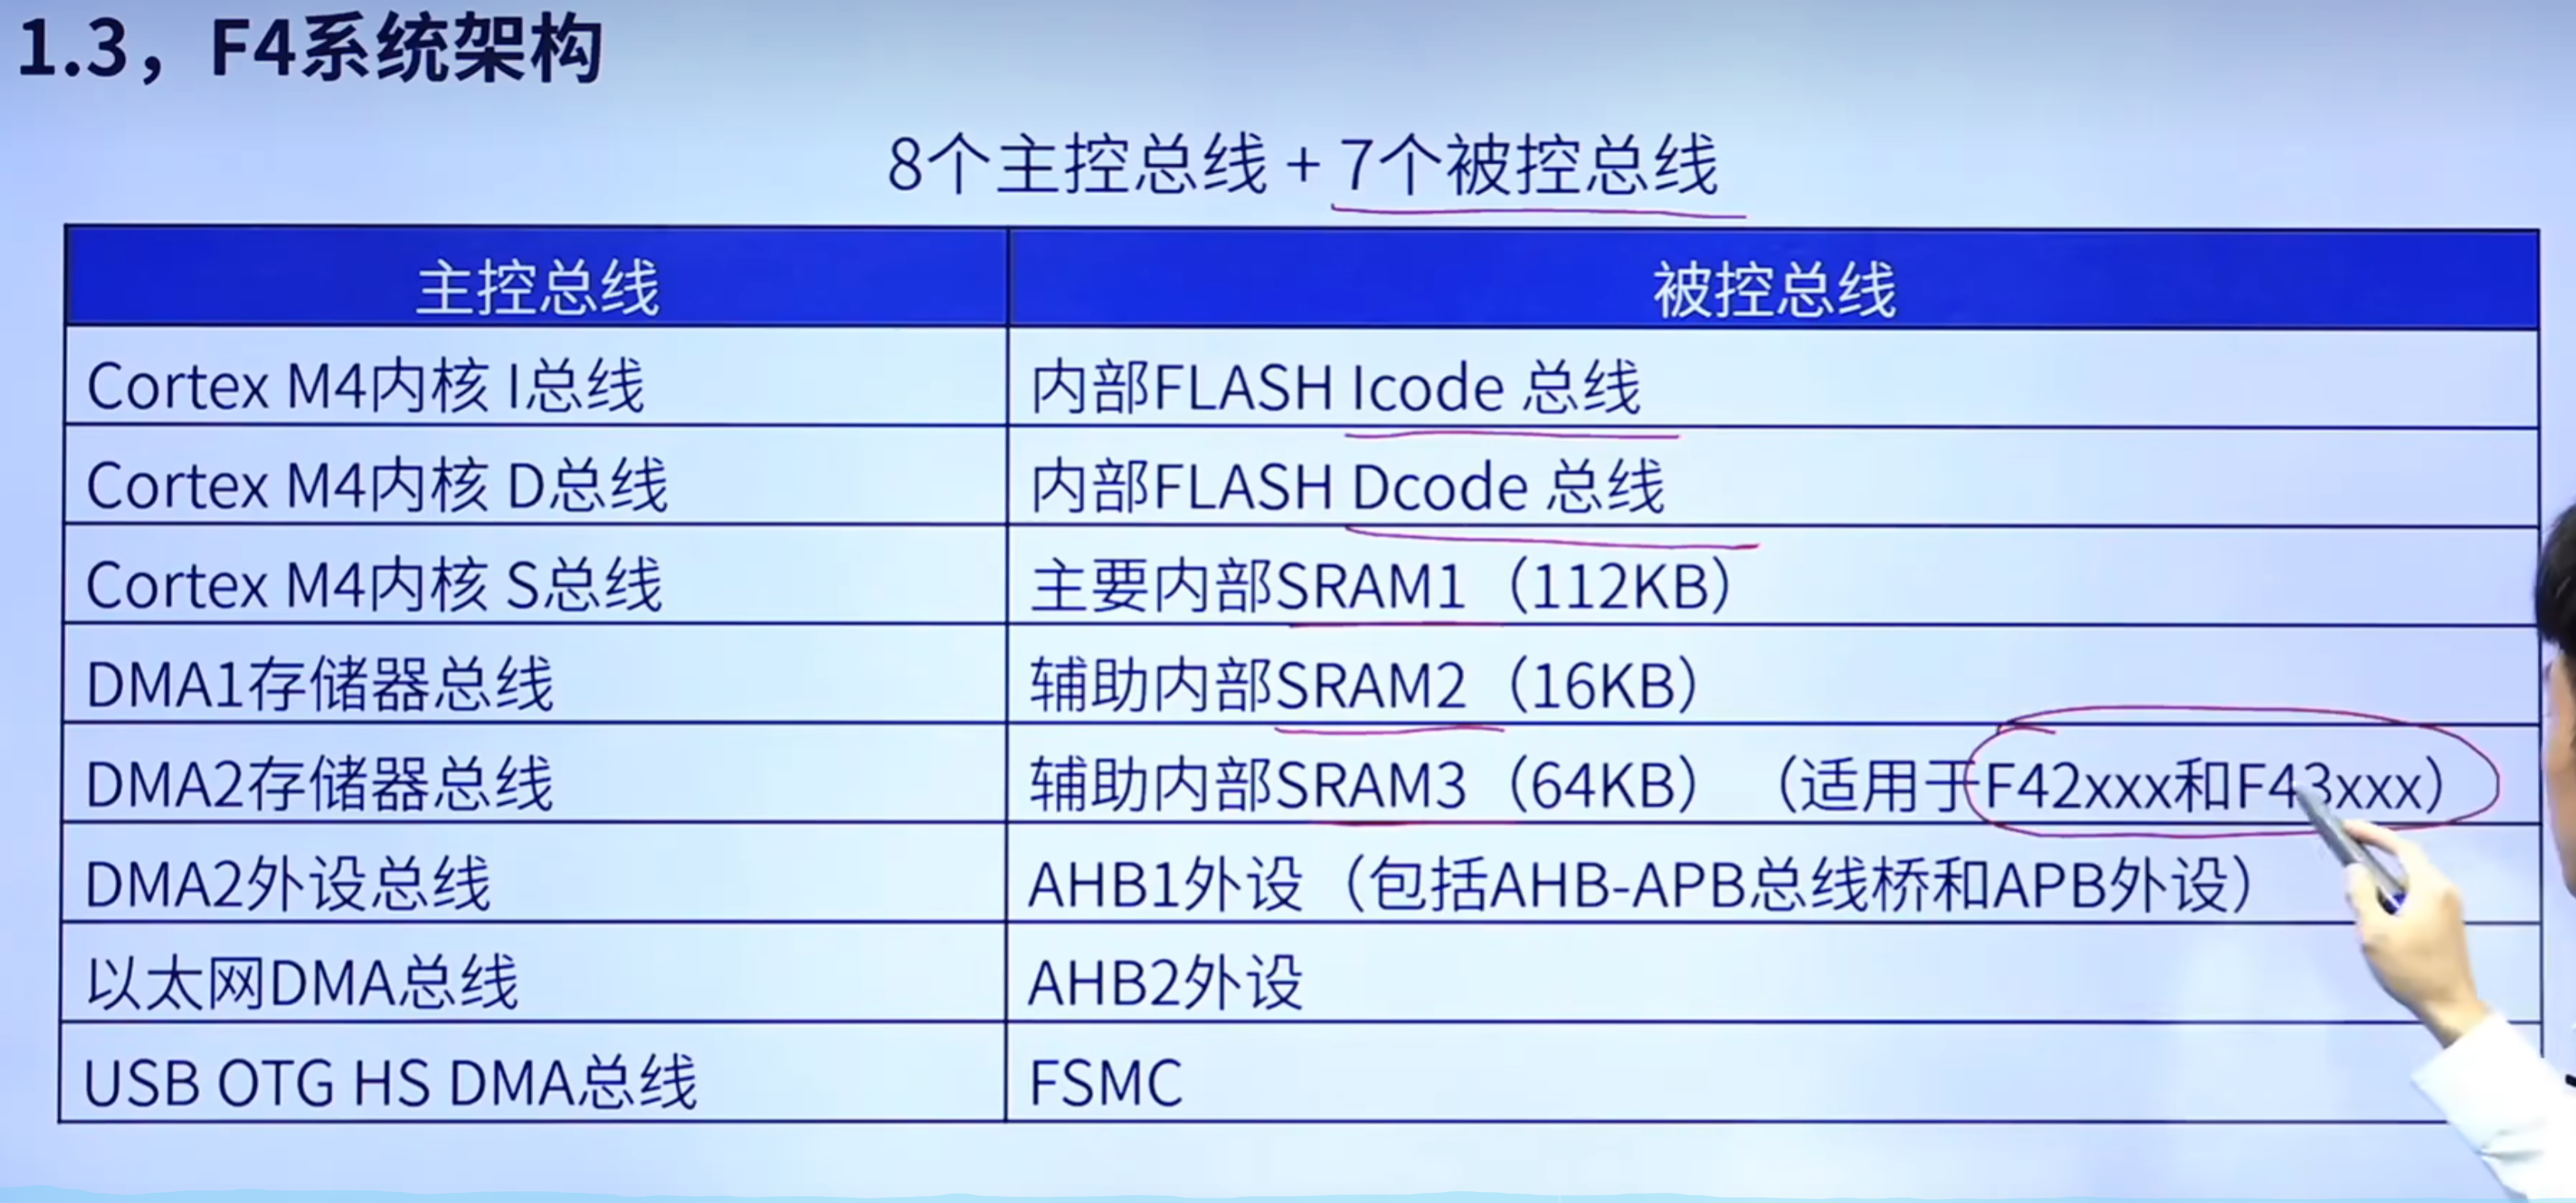 1.3，F4系统架构
8个主控总线 + 7个被控总线
主控总线 被控总线
Cortex M4内核 I总线 内部FLASH Icode 总线
Cortex M4内核 D总线 内部FLASH Dcode 总线
Cortex M4内核 S总线 主要内部SRAM1（112KB）
DMA1存储器总线 辅助内部SRAM2（16KB）
DMA2存储器总线 辅助内部SRAM3（64KB）（适用于F42xxx和F43xxx）
DMA2外设总线 AHB1外设（包括AHB-APB总线桥和APB外设）
以太网DMA总线 AHB2外设
USB OTG HS DMA总线 FSMC